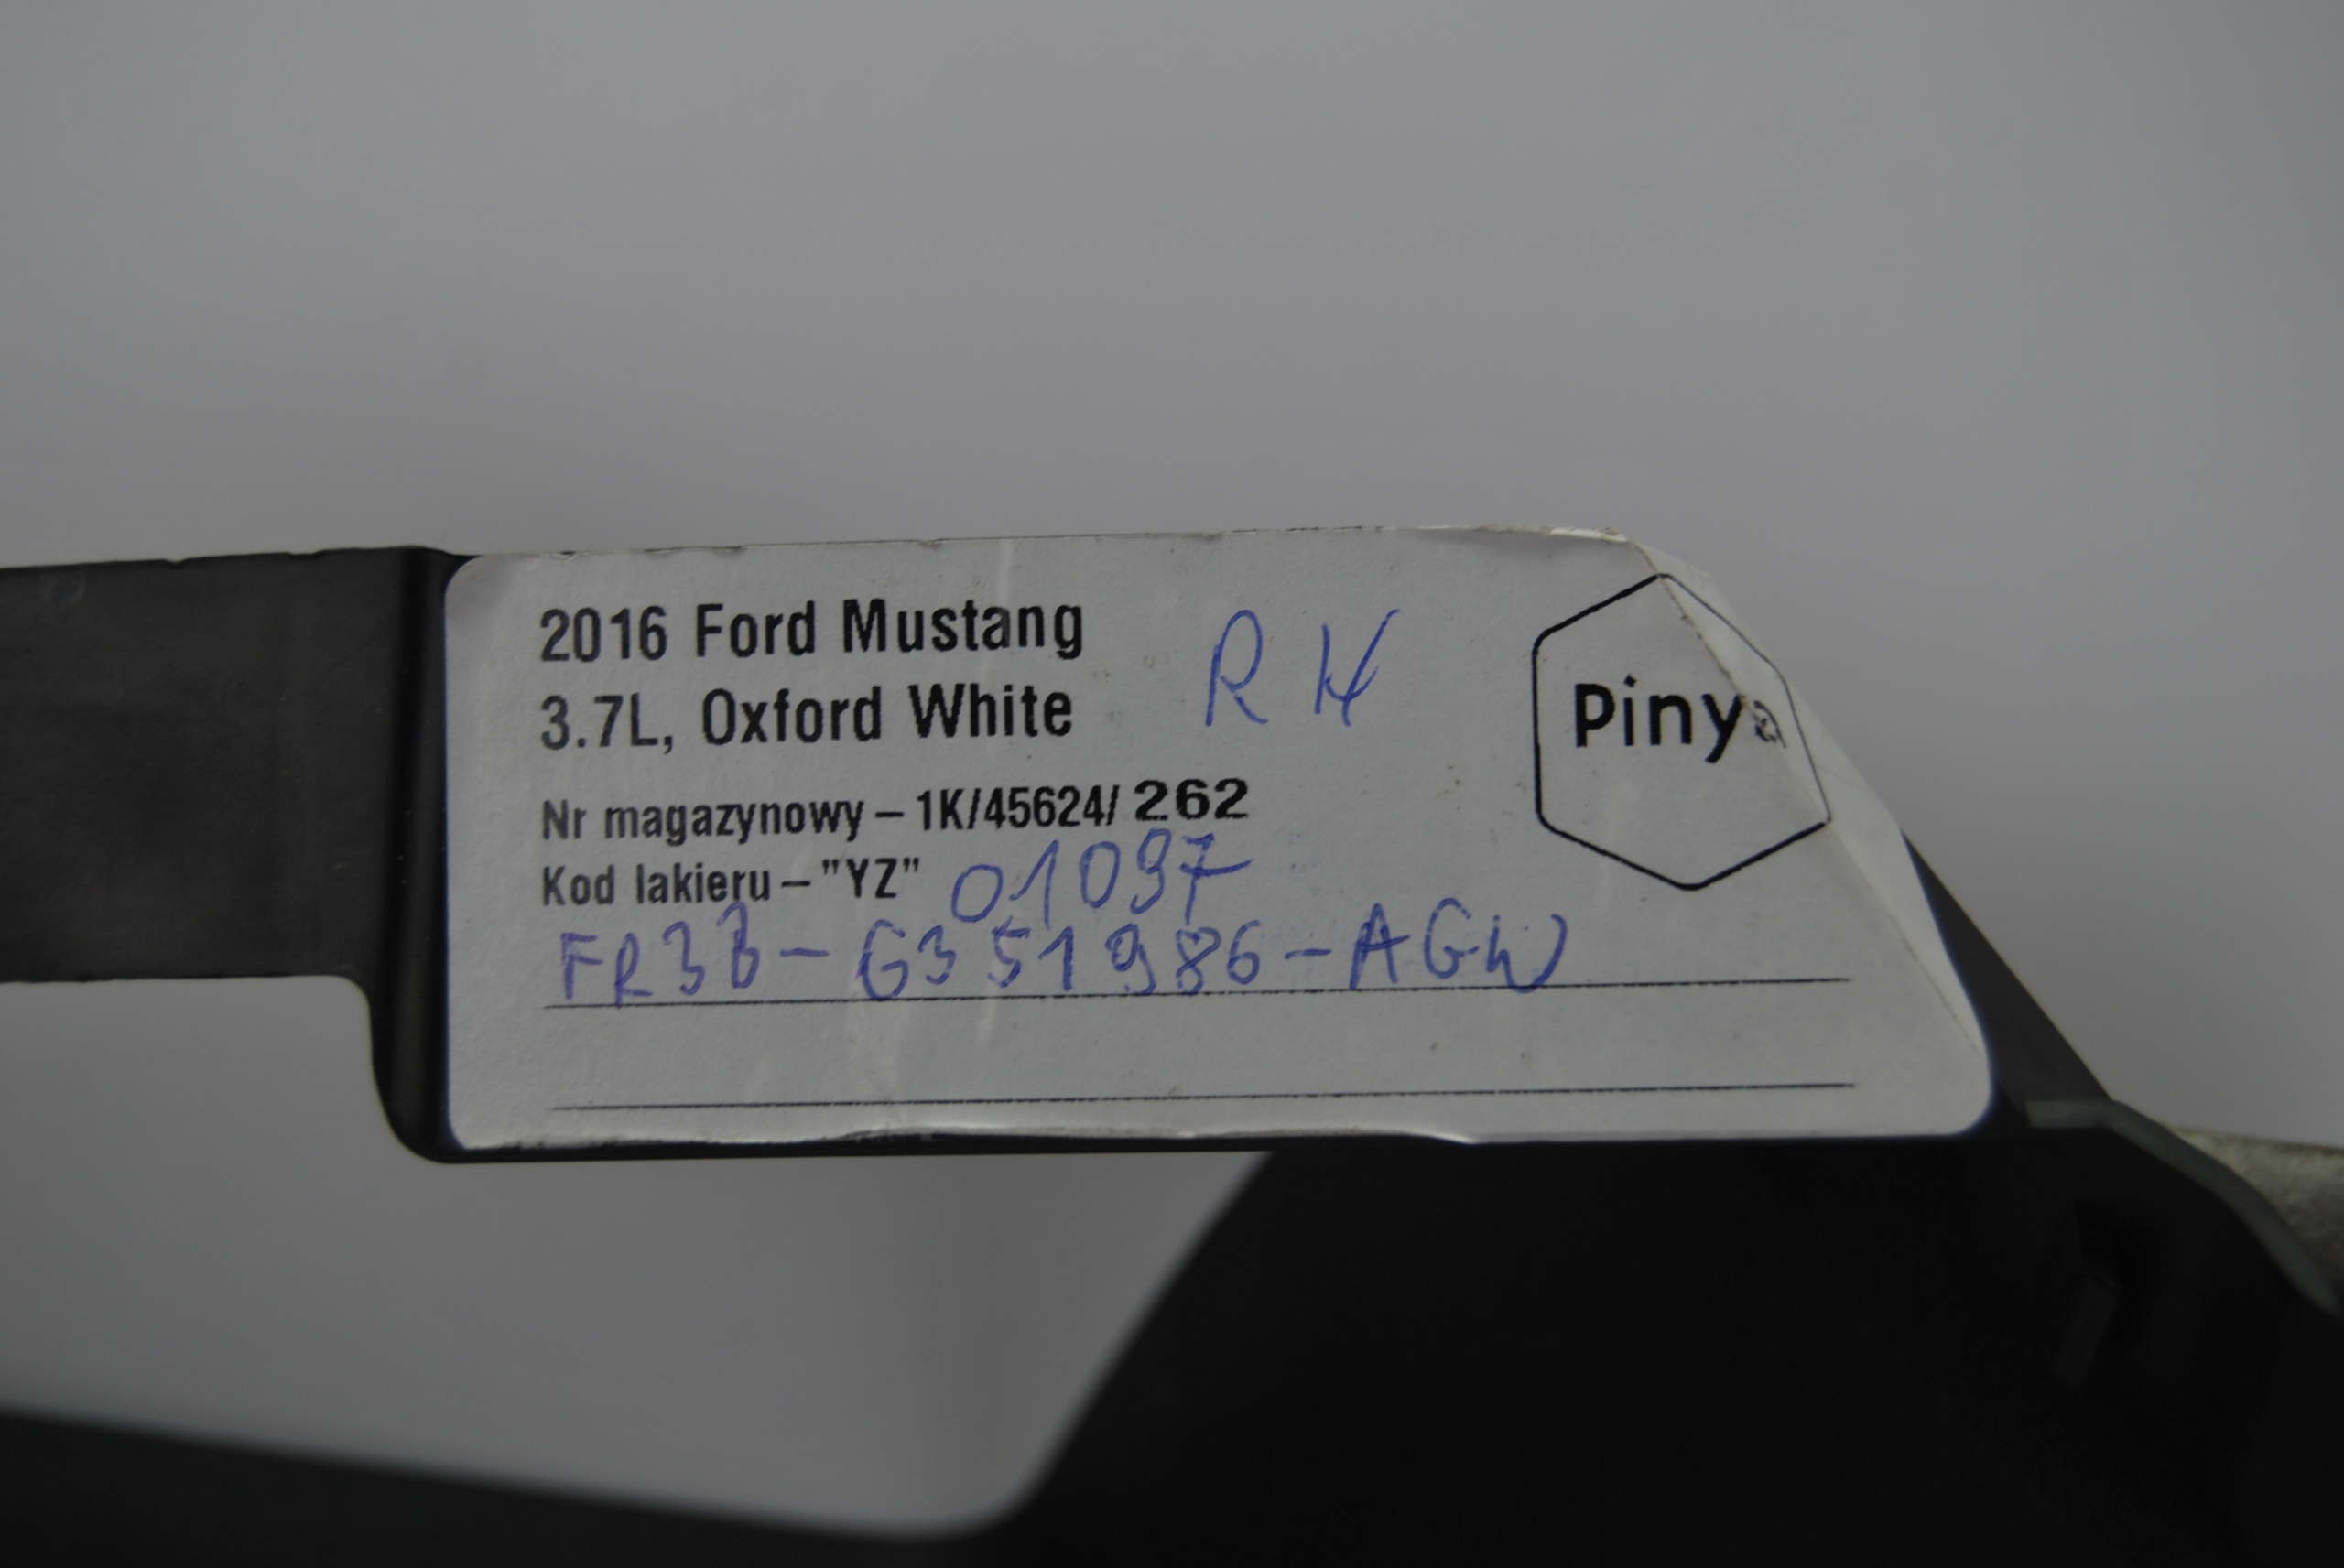 2016 Ford Mustang
3.7L, Oxford White
RH
Nr magazynowy – 1K/45624/ 262
Kod lakieru – "YZ" 01097
FR3B-G351986-AGW
Pinya